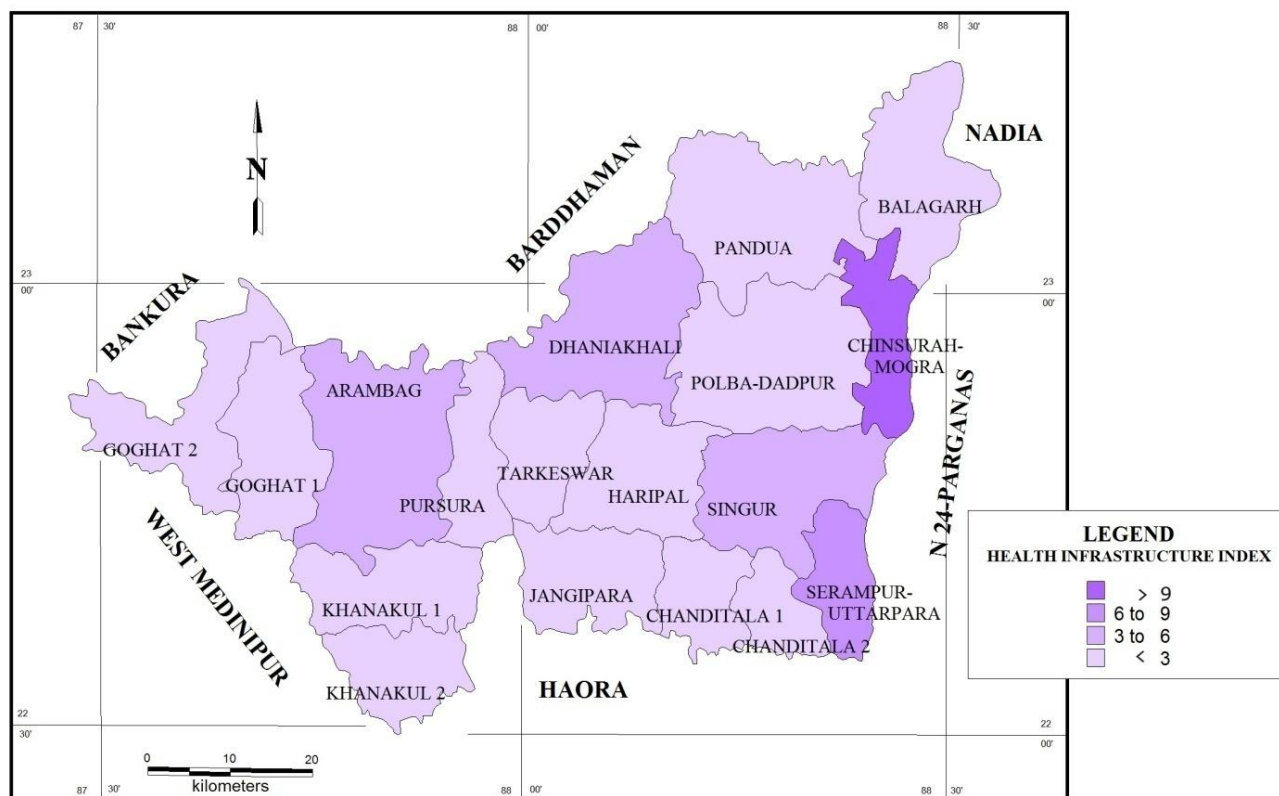 87 30'
88 00'
88 30'
NADIA
N
BARDDHAMAN
BALAGARH
PANDUA
23 00'
23 00'
BANKURA
DHANIAKHALI
CHINSURAH-
MOGRA
POLBA-DADPUR
ARAMBAG
GOGHAT 2
GOGHAT 1
TARKESWAR
HARIPAL
PURSURA
SINGUR
N 24-PARGANAS
WEST MEDINIPUR
KHANAKUL 1
JANGIPARA
CHANDITALA 1
SERAMPUR-
UTTARPARA
CHANDITALA 2
KHANAKUL 2
HAORA
LEGEND
HEALTH INFRASTRUCTURE INDEX
> 9
6 to 9
3 to 6
< 3
22 30'
22 00'
0 10 20
kilometers
87 30'
88 00'
88 30'